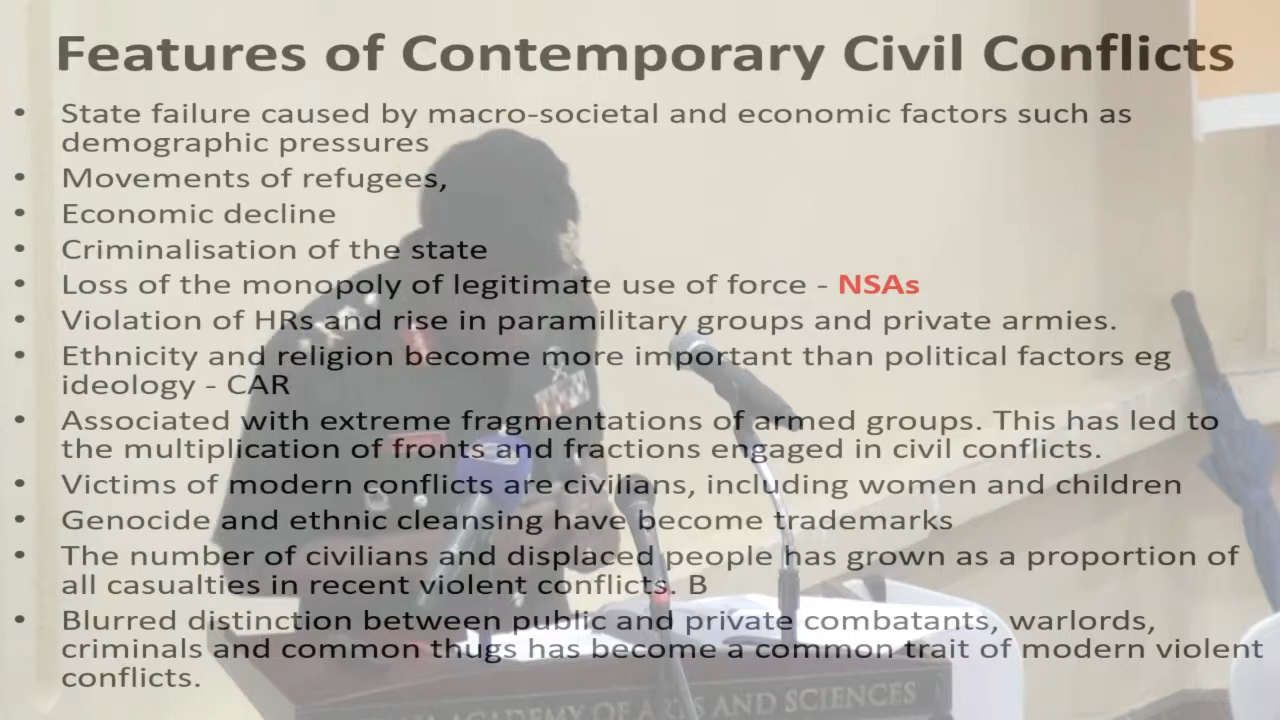 Features of Contemporary Civil Conflicts
• State failure caused by macro-societal and economic factors such as
demographic pressures
• Movements of refugees,
• Economic decline
• Criminalisation of the state
• Loss of the monopoly of legitimate use of force - NSAs
• Violation of HRs and rise in paramilitary groups and private armies.
• Ethnicity and religion become more important than political factors eg
ideology - CAR
• Associated with extreme fragmentations of armed groups. This has led to
the multiplication of fronts and fractions engaged in civil conflicts.
• Victims of modern conflicts are civilians, including women and children
• Genocide and ethnic cleansing have become trademarks
• The number of civilians and displaced people has grown as a proportion of
all casualties in recent violent conflicts. B
• Blurred distinction between public and private combatants, warlords,
criminals and common thugs has become a common trait of modern violent
conflicts.
ACADEMY OF ARTS AND SCIENCES